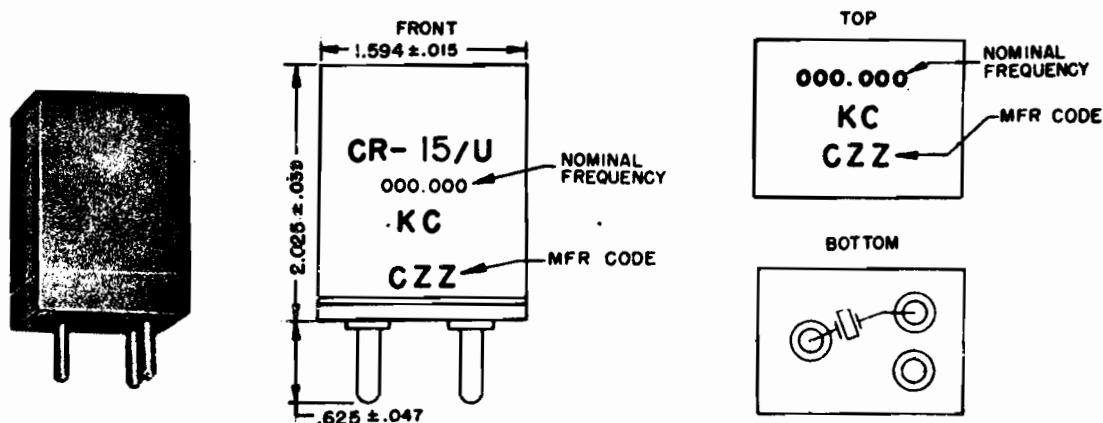 FRONT
1.594 ±.015
CR-15/U
000.000
NOMINAL
FREQUENCY
KC
CZZ
MFR CODE
2.025 ±.031
.625 ±.047
TOP
000.000
NOMINAL
FREQUENCY
KC
MFR CODE
CZZ
BOTTOM